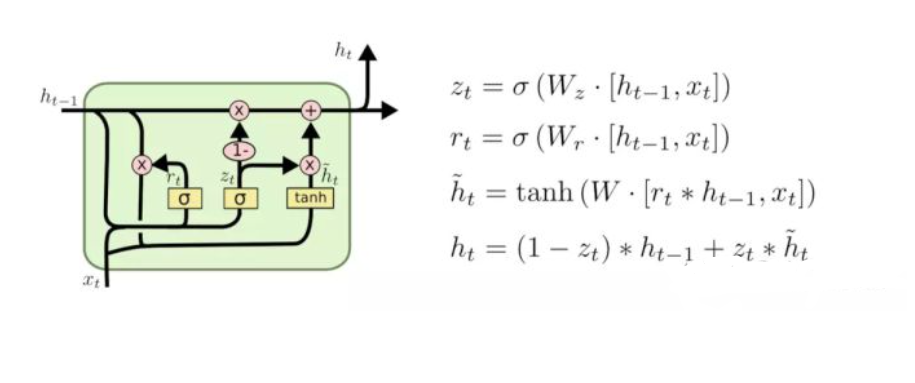 h_t
h_{t-1}
x +
1-
x r_t z_t x h̃_t
σ σ tanh
x_t
z_t = σ (W_z · [h_{t-1}, x_t])
r_t = σ (W_r · [h_{t-1}, x_t])
h̃_t = tanh (W · [r_t * h_{t-1}, x_t])
h_t = (1 − z_t) * h_{t-1} + z_t * h̃_t